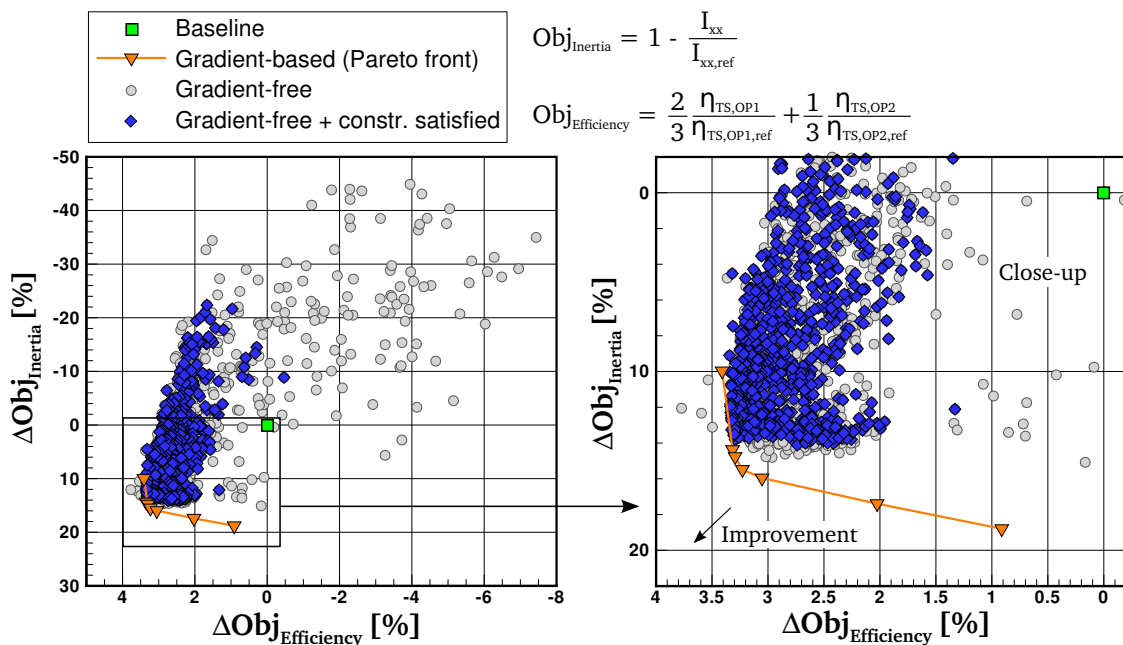 Baseline
Gradient-based (Pareto front)
Gradient-free
Gradient-free + constr. satisfied
Obj_Inertia = 1 - I_xx / I_xx,ref
Obj_Efficiency = 2/3 η_TS,OP1 / η_TS,OP1,ref + 1/3 η_TS,OP2 / η_TS,OP2,ref
-50
-40
-30
-20
-10
0
10
20
30
ΔObj_Inertia [%]
4 2 0 -2 -4 -6 -8
ΔObj_Efficiency [%]
0
10
20
ΔObj_Inertia [%]
Close-up
Improvement
4 3.5 3 2.5 2 1.5 1 0.5 0
ΔObj_Efficiency [%]